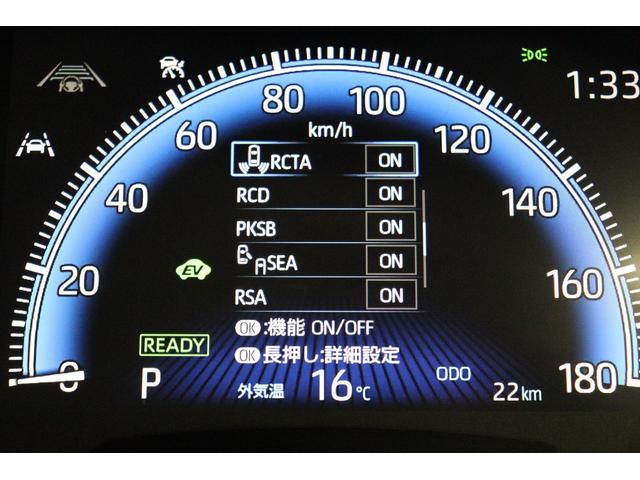 1:33
80 100
60 km/h 120
RCTA ON
RCD ON
40 PKSB ON 140
SEA ON
EV
20 RSA ON 160
OK:機能 ON/OFF
READY
OK長押し:詳細設定
0 P 外気温 16℃ ODO 22km 180